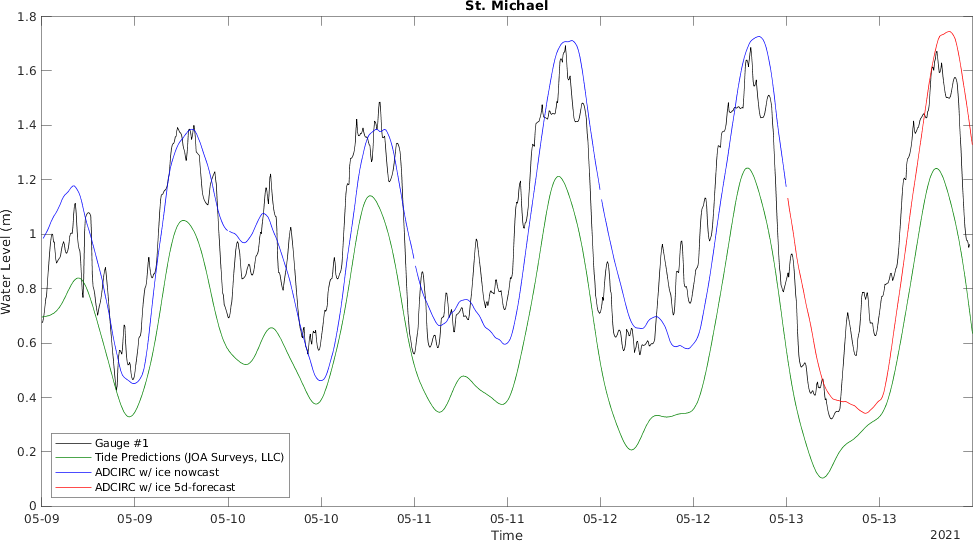 St. Michael
Water Level (m)
1.8
1.6
1.4
1.2
1
0.8
0.6
0.4
0.2
0
Gauge #1
Tide Predictions (JOA Surveys, LLC)
ADCIRC w/ ice nowcast
ADCIRC w/ ice 5d-forecast
05-09 05-09 05-10 05-10 05-11 05-11 05-12 05-12 05-13 05-13
Time
2021